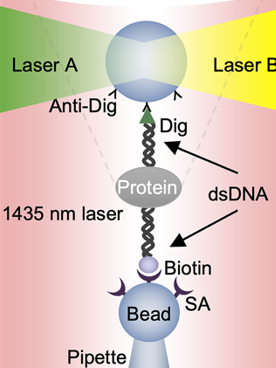 Laser A
Laser B
Anti-Dig
Dig
Protein
dsDNA
1435 nm laser
Biotin
SA
Bead
Pipette